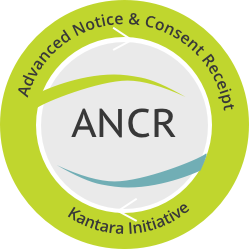 Advanced Notice & Consent Receipt
ANCR
Kantara Initiative